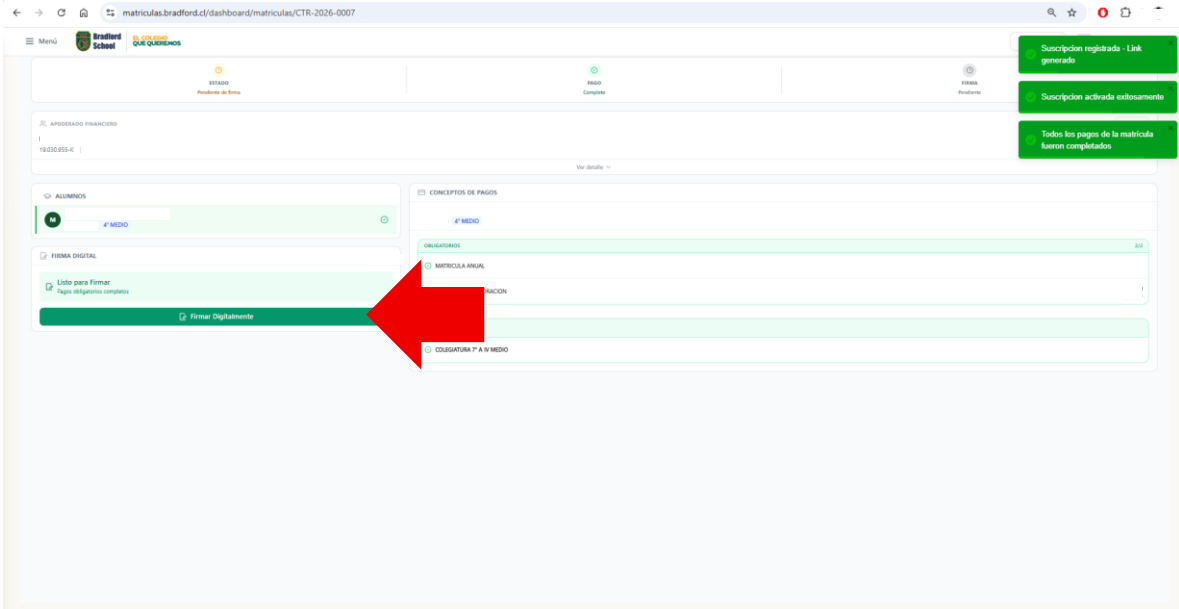 matriculas.bradford.cl/dashboard/matriculas/CTR-2026-0007
Menú
Bradford
School
EL COLEGIO
QUE QUEREMOS
Suscripcion registrada - Link
generado
Suscripcion activada exitosamente
Todos los pagos de la matrícula
fueron completados
ESTADO
Pendiente de firma
PAGO
Completo
FIRMA
Pendiente
APODERADO FINANCIERO
19.030.955-K
Ver detalle
ALUMNOS
M
4° MEDIO
FIRMA DIGITAL
Listo para Firmar
Pagos obligatorios completos
Firmar Digitalmente
CONCEPTOS DE PAGOS
4° MEDIO
OBLIGATORIOS
2/2
MATRICULA ANUAL
COLEGIATURA 7° A IV MEDIO